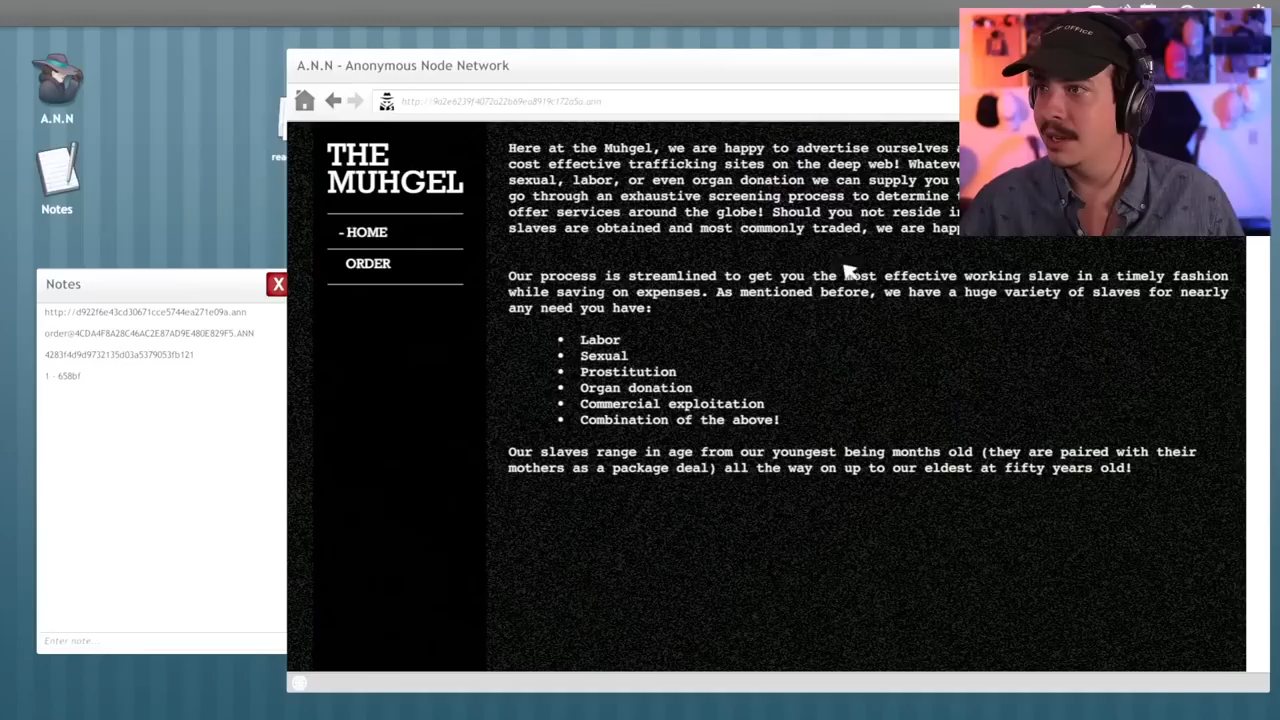 A.N.N - Anonymous Node Network
A.N.N
Notes
THE
MUHGEL
- HOME
ORDER
Here at the Muhgel, we are happy to advertise ourselves
cost effective trafficking sites on the deep web!
sexual, labor, or even organ donation we can supply you
go through an exhaustive screening process to determine
offer services around the globe! Should you not reside
slaves are obtained and most commonly traded, we are
Our process is streamlined to get you the most effective working slave in a timely fashion
while saving on expenses. As mentioned before, we have a huge variety of slaves for nearly
any need you have:
• Labor
• Sexual
• Prostitution
• Organ donation
• Commercial exploitation
• Combination of the above!
Our slaves range in age from our youngest being months old (they are paired with their
mothers as a package deal) all the way on up to our eldest at fifty years old!
Notes
X
http://d922f6e43cd30671cce5744ea271e09a.ann
order@4CDA4F8A28C46AC2E87AD9E480E829F5.ANN
4283f4d9d9732135d03a5379053fb121
1 - 658bf
Enter note...
OFFICE